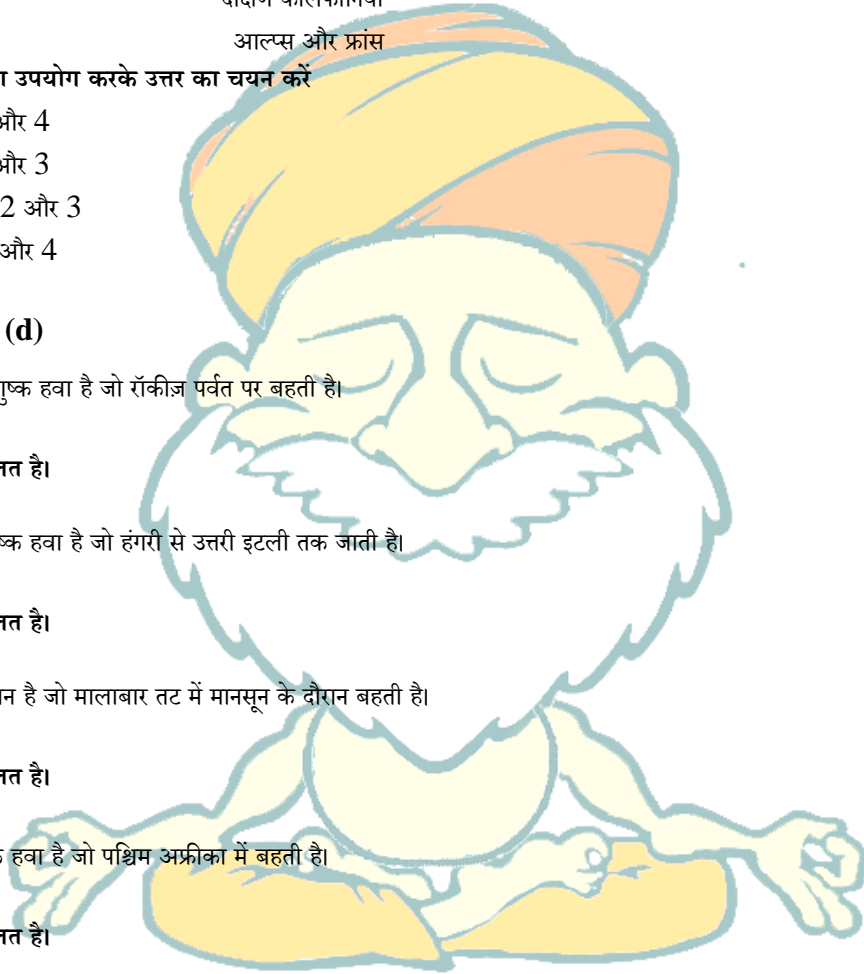 आल्प्स और फ्रांस
उपयोग करके उत्तर का चयन करें
और 4
और 3
2 और 3
और 4
(d)
हवा है जो रॉकीज़ पर्वत पर बहती है।
है।
हवा है जो हंगरी से उत्तरी इटली तक जाती है।
है।
है जो मालाबार तट में मानसून के दौरान बहती है।
है।
हवा है जो पश्चिम अफ्रीका में बहती है।
है।